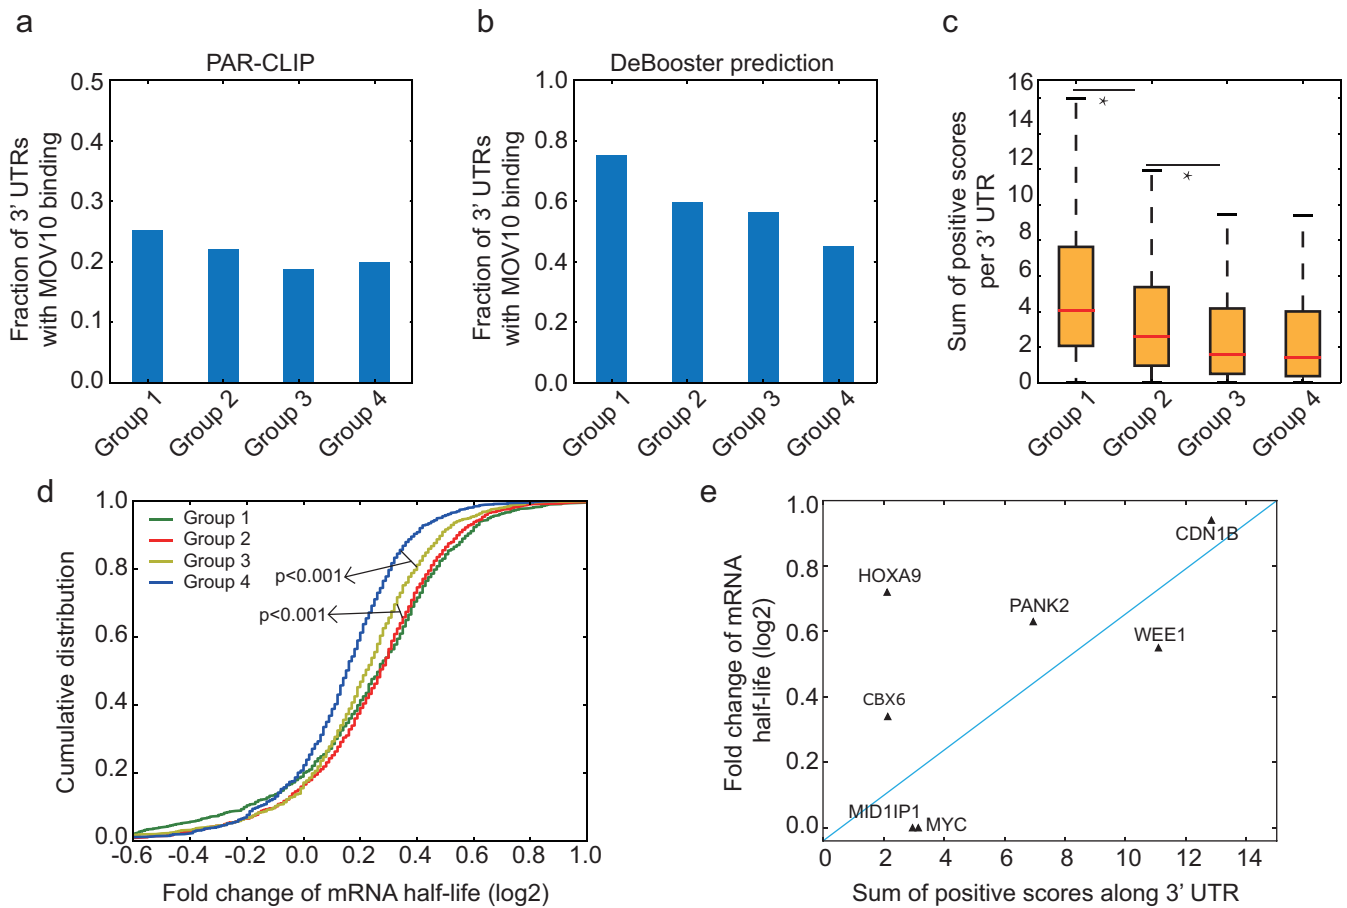 a
PAR-CLIP
Fraction of 3' UTRs
with MOV10 binding
0.5
0.4
0.3
0.2
0.1
0.0
Group 1
Group 2
Group 3
Group 4
b
DeBooster prediction
Fraction of 3' UTRs
with MOV10 binding
1.0
0.8
0.6
0.4
0.2
0.0
Group 1
Group 2
Group 3
Group 4
c
Sum of positive scores
per 3' UTR
16
14
12
10
8
6
4
2
0
*
*
Group 1
Group 2
Group 3
Group 4
d
Cumulative distribution
1.0
0.8
0.6
0.4
0.2
0.0
Group 1
Group 2
Group 3
Group 4
p<0.001
p<0.001
-0.6
-0.4
-0.2
0.0
0.2
0.4
0.6
0.8
1.0
Fold change of mRNA half-life (log2)
e
Fold change of mRNA
half-life (log2)
1.0
0.8
0.6
0.4
0.2
0.0
CDN1B
HOXA9
PANK2
WEE1
CBX6
MID1IP1
MYC
0
2
4
6
8
10
12
14
Sum of positive scores along 3' UTR